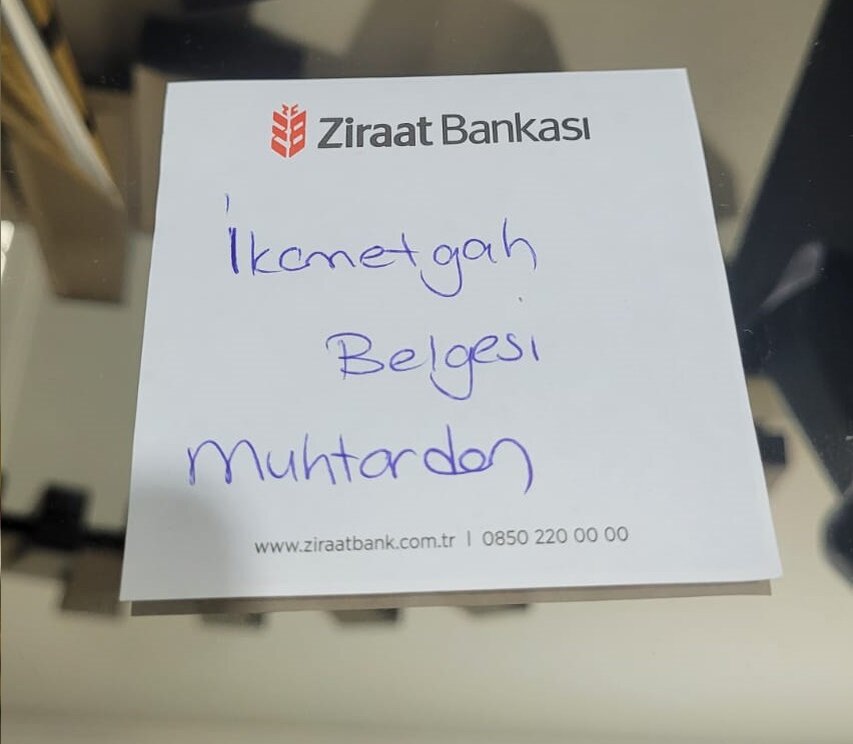 Ziraat Bankası
İkametgah
Belgesi
Muhtardan
www.ziraatbank.com.tr | 0850 220 00 00